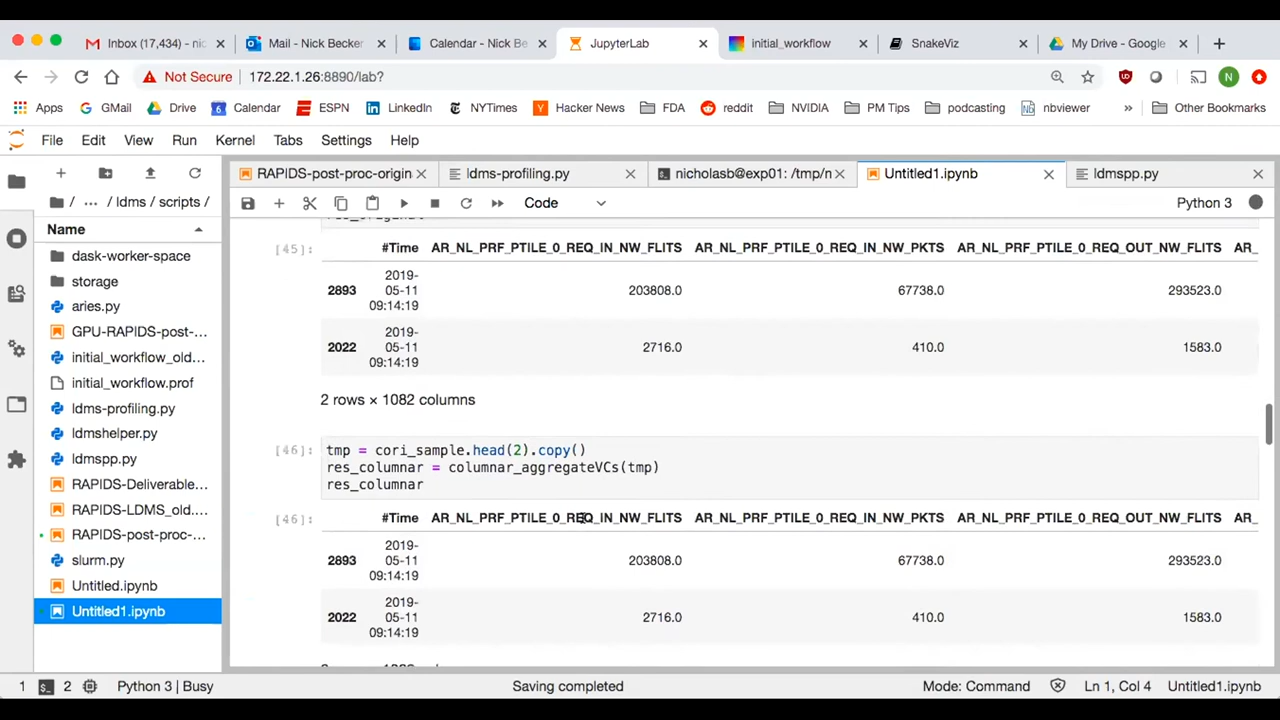 Inbox (17,434) - nic
Mail - Nick Becker
Calendar - Nick Be
JupyterLab
initial_workflow
SnakeViz
My Drive - Google
Not Secure
172.22.1.26:8890/lab?
N
Apps
GMail
Drive
Calendar
ESPN
LinkedIn
NYTimes
Hacker News
FDA
reddit
NVIDIA
PM Tips
podcasting
nbviewer
»
Other Bookmarks
File
Edit
View
Run
Kernel
Tabs
Settings
Help
RAPIDS-post-proc-origin
ldms-profiling.py
nicholasb@exp01: /tmp/n
Untitled1.ipynb
ldmspp.py
/ ... / ldms / scripts /
Code
Python 3
Name
dask-worker-space
storage
aries.py
GPU-RAPIDS-post-...
initial_workflow_old...
initial_workflow.prof
ldms-profiling.py
ldmshelper.py
ldmspp.py
RAPIDS-Deliverable...
RAPIDS-LDMS_old....
RAPIDS-post-proc-...
slurm.py
Untitled.ipynb
Untitled1.ipynb
[45]:
#Time AR_NL_PRF_PTILE_0_REQ_IN_NW_FLITS AR_NL_PRF_PTILE_0_REQ_IN_NW_PKTS AR_NL_PRF_PTILE_0_REQ_OUT_NW_FLITS AR_
2893 2019-05-11 09:14:19 203808.0 67738.0 293523.0
2022 2019-05-11 09:14:19 2716.0 410.0 1583.0
2 rows × 1082 columns
[46]:
tmp = cori_sample.head(2).copy()
res_columnar = columnar_aggregateVCs(tmp)
res_columnar
[46]:
#Time AR_NL_PRF_PTILE_0_REQ_IN_NW_FLITS AR_NL_PRF_PTILE_0_REQ_IN_NW_PKTS AR_NL_PRF_PTILE_0_REQ_OUT_NW_FLITS AR_
2893 2019-05-11 09:14:19 203808.0 67738.0 293523.0
2022 2019-05-11 09:14:19 2716.0 410.0 1583.0
1 2 Python 3 | Busy
Saving completed
Mode: Command
Ln 1, Col 4
Untitled1.ipynb